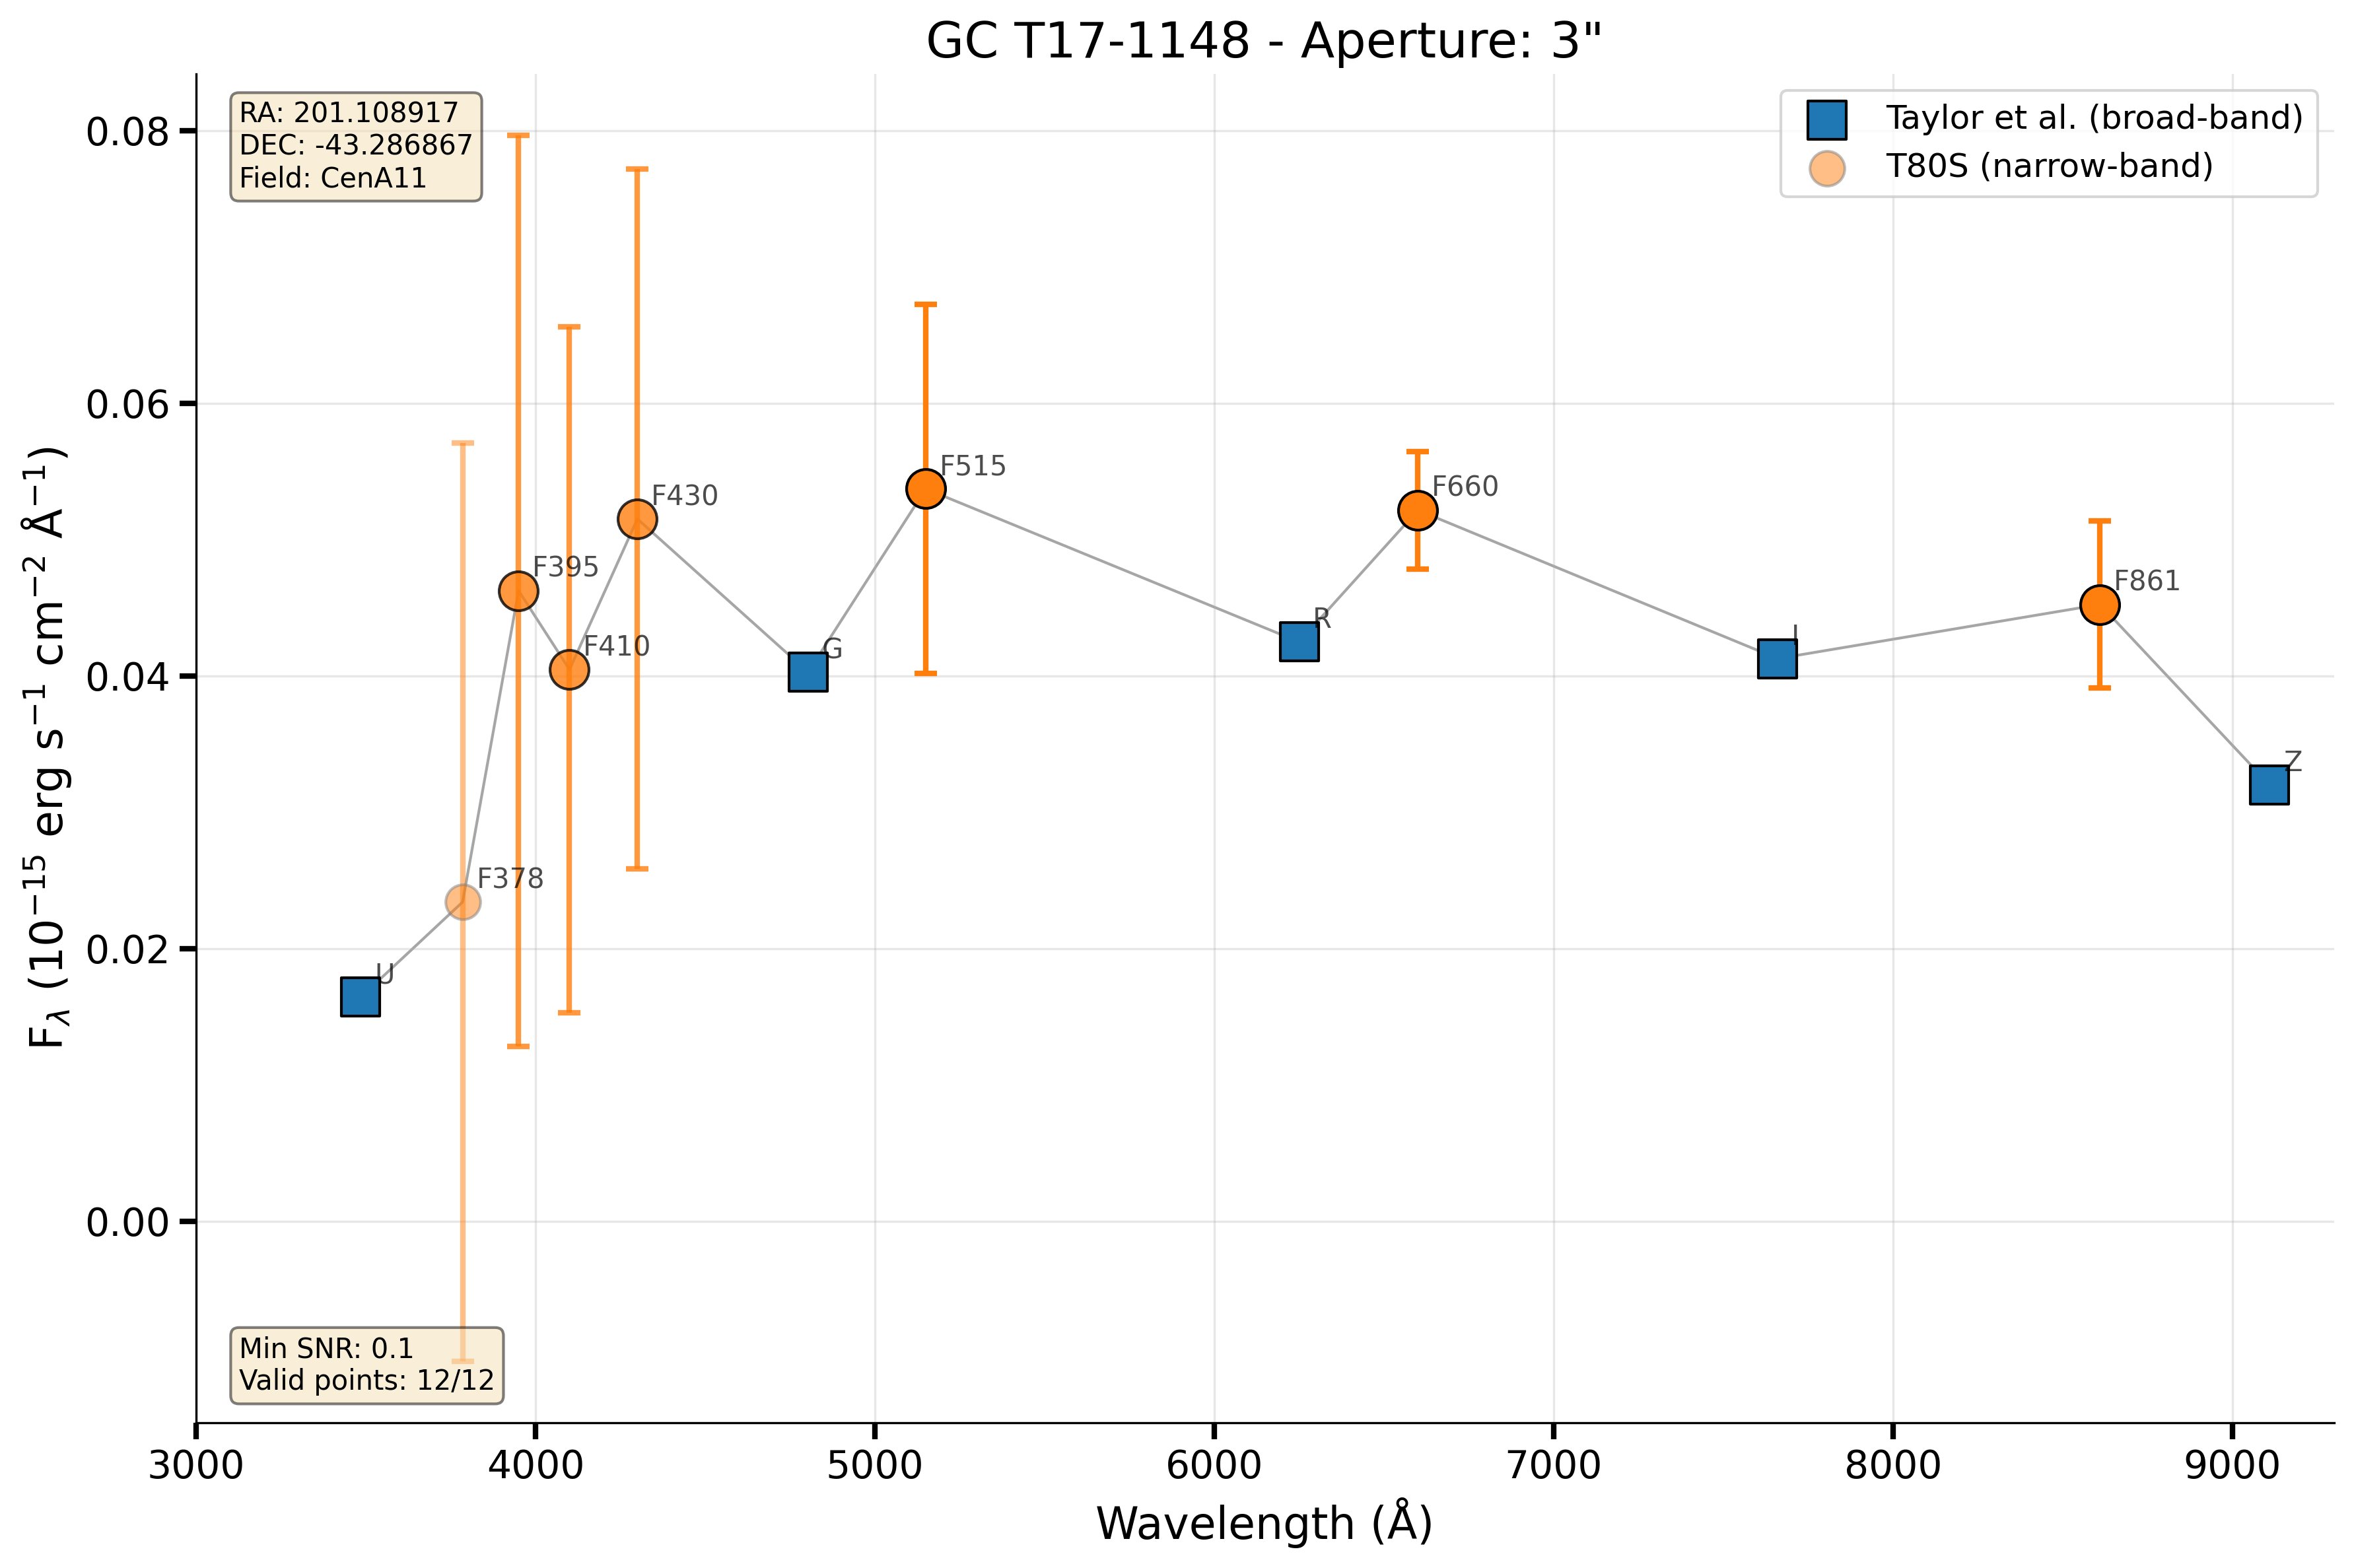 GC T17-1148 - Aperture: 3"
RA: 201.108917
DEC: -43.286867
Field: CenA11
Taylor et al. (broad-band)
T80S (narrow-band)
0.08
0.06
0.04
0.02
0.00
F_λ (10⁻¹⁵ erg s⁻¹ cm⁻² Å⁻¹)
U
F378
F395
F410
F430
G
F515
R
F660
I
F861
Z
Min SNR: 0.1
Valid points: 12/12
3000 4000 5000 6000 7000 8000 9000
Wavelength (Å)